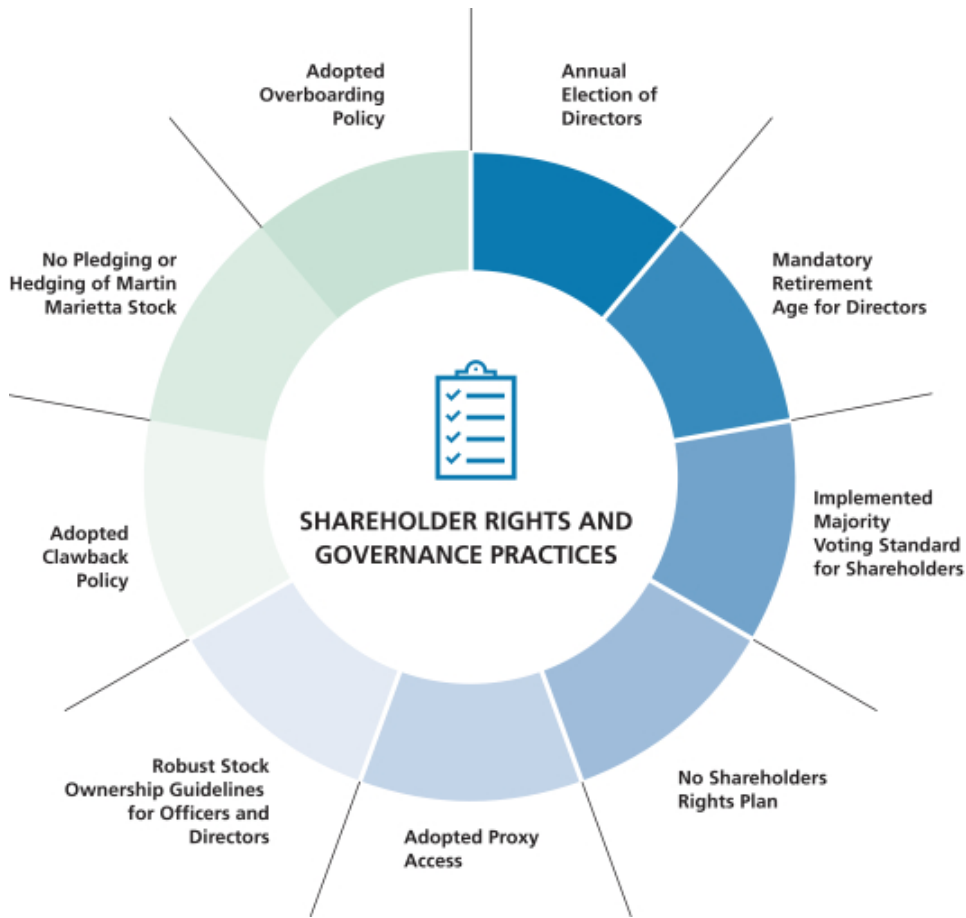 Adopted
Overboarding
Policy
Annual
Election of
Directors
Mandatory
Retirement
Age for Directors
Implemented
Majority
Voting Standard
for Shareholders
No Shareholders
Rights Plan
Adopted Proxy
Access
Robust Stock
Ownership Guidelines
for Officers and
Directors
Adopted
Clawback
Policy
No Pledging or
Hedging of Martin
Marietta Stock
SHAREHOLDER RIGHTS AND
GOVERNANCE PRACTICES